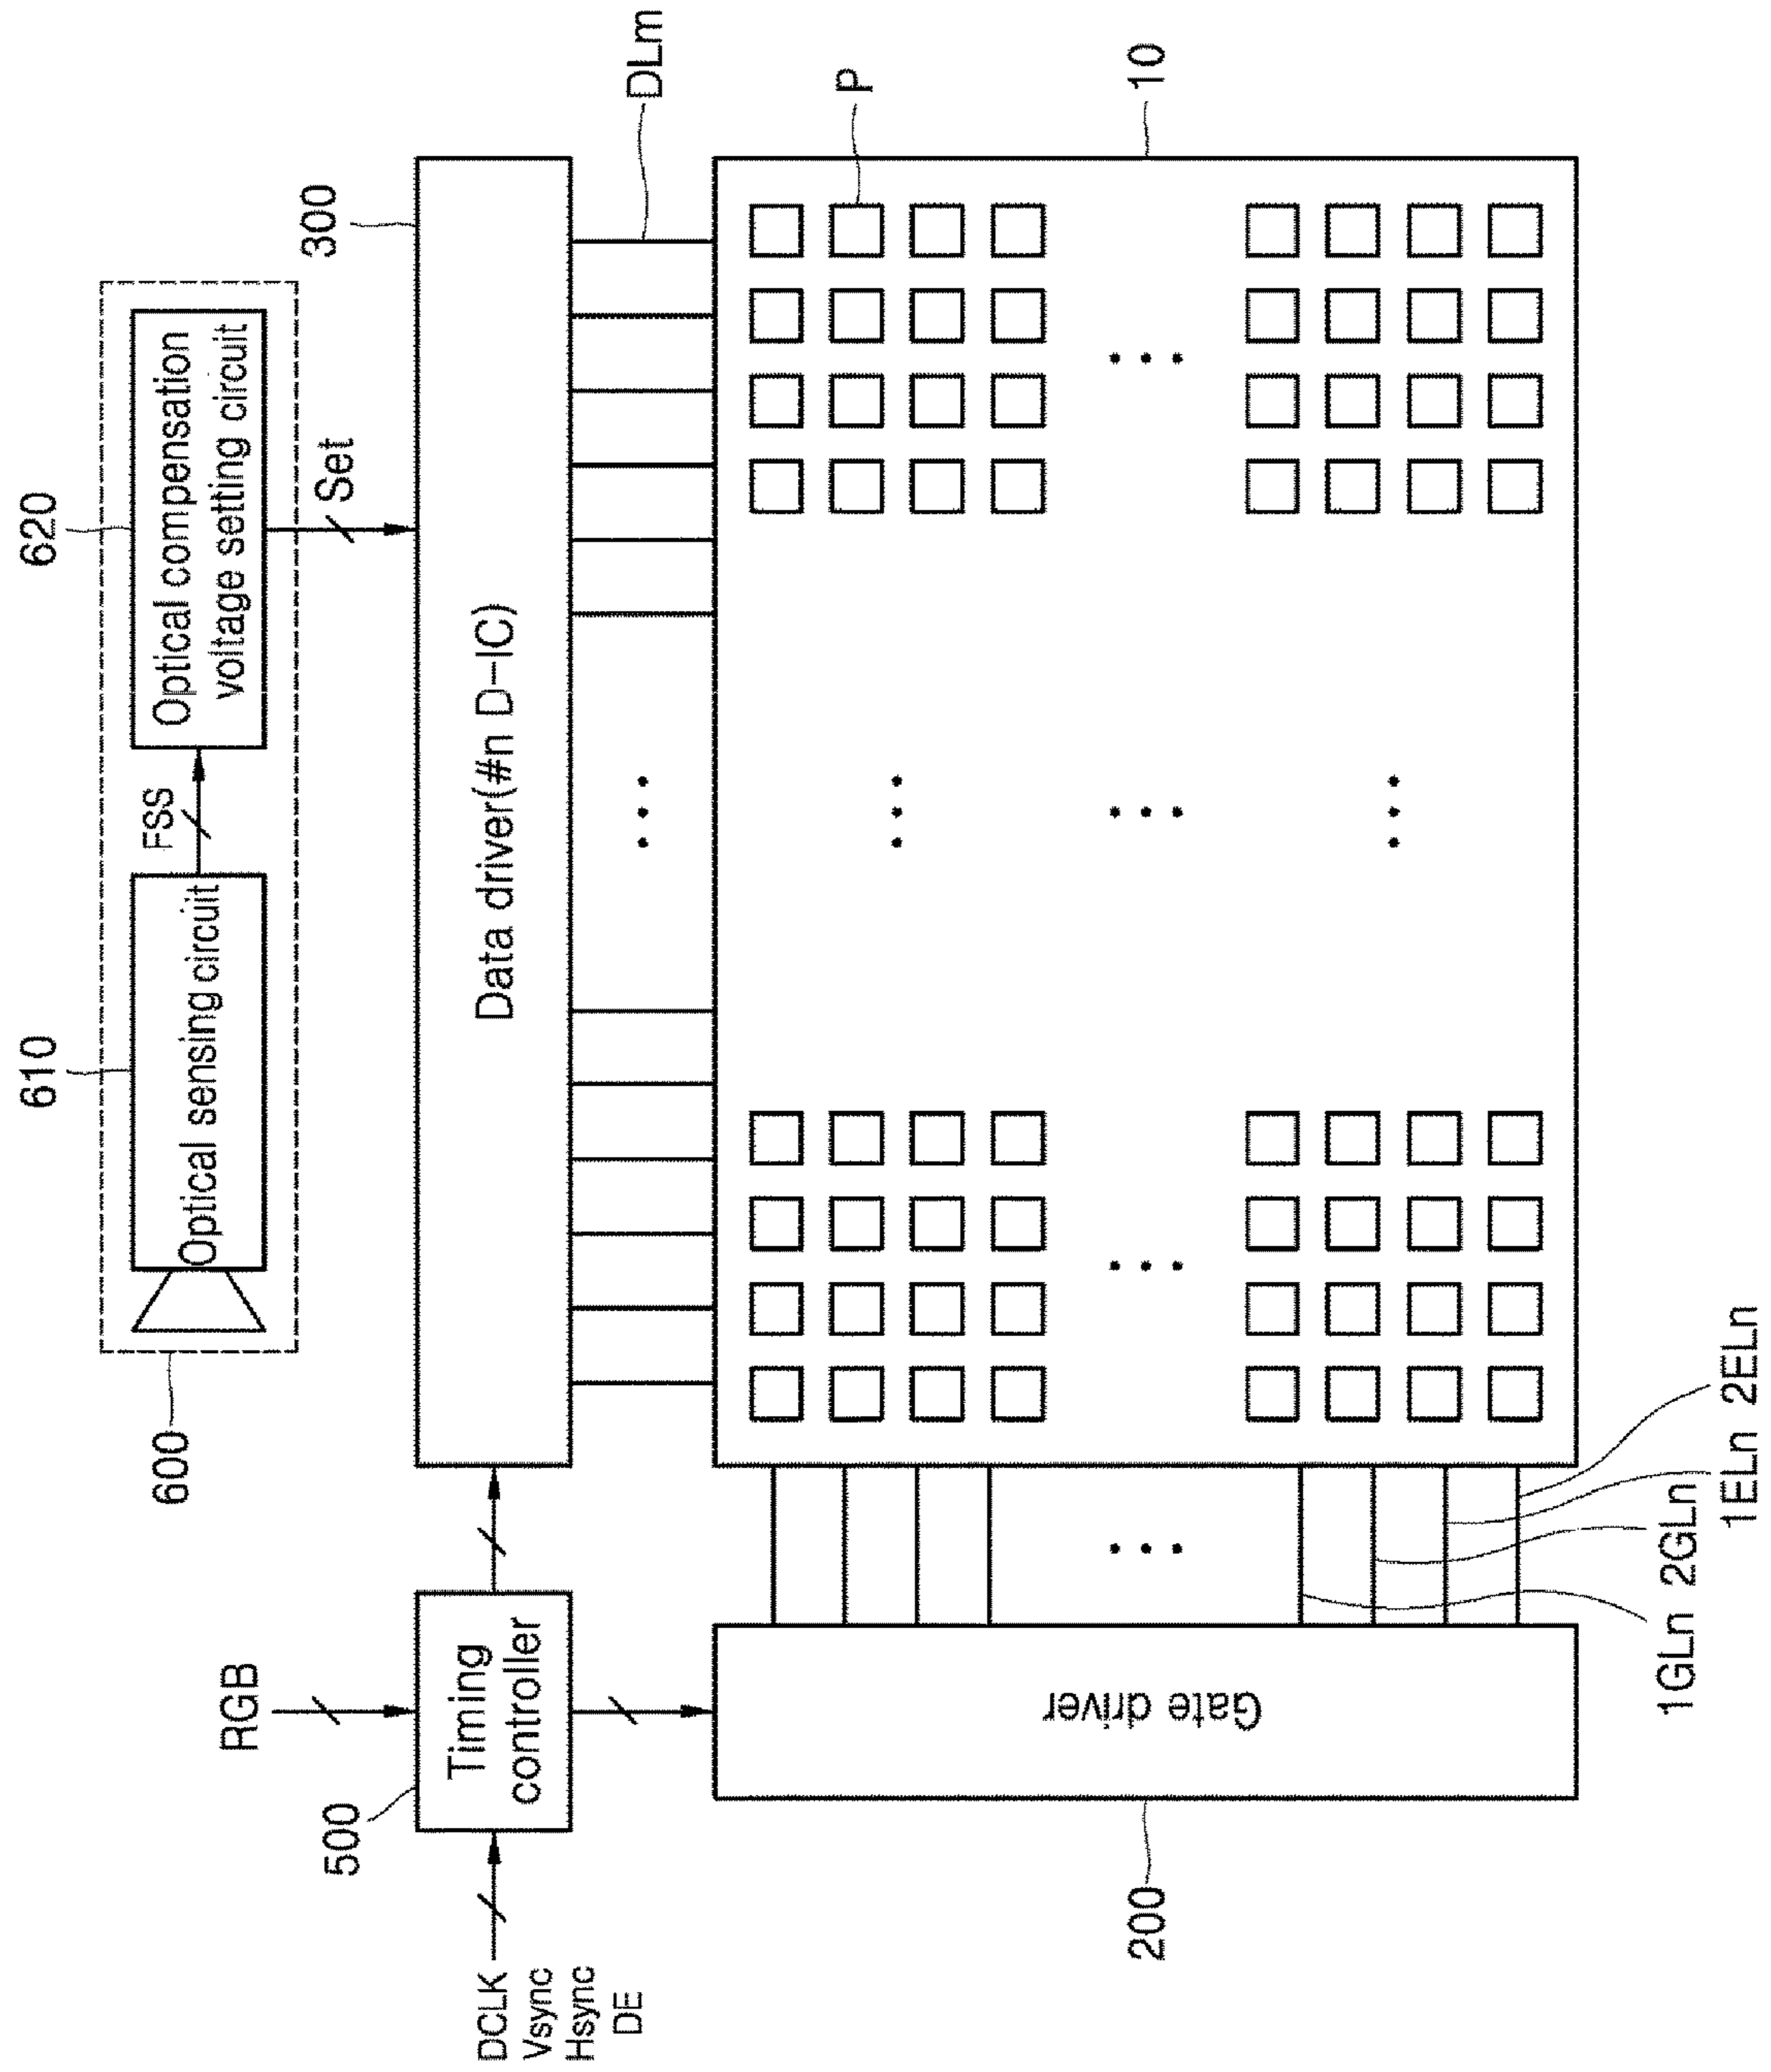 600
610
620
Optical sensing circuit
FSS
Optical compensation
voltage setting circuit
Set
RGB
500
300
DCLK
Vsync
Hsync
DE
Timing
controller
Data driver(#n D-IC)
DLm
P
10
Gate driver
200
1GLn 2GLn
1ELn 2ELn